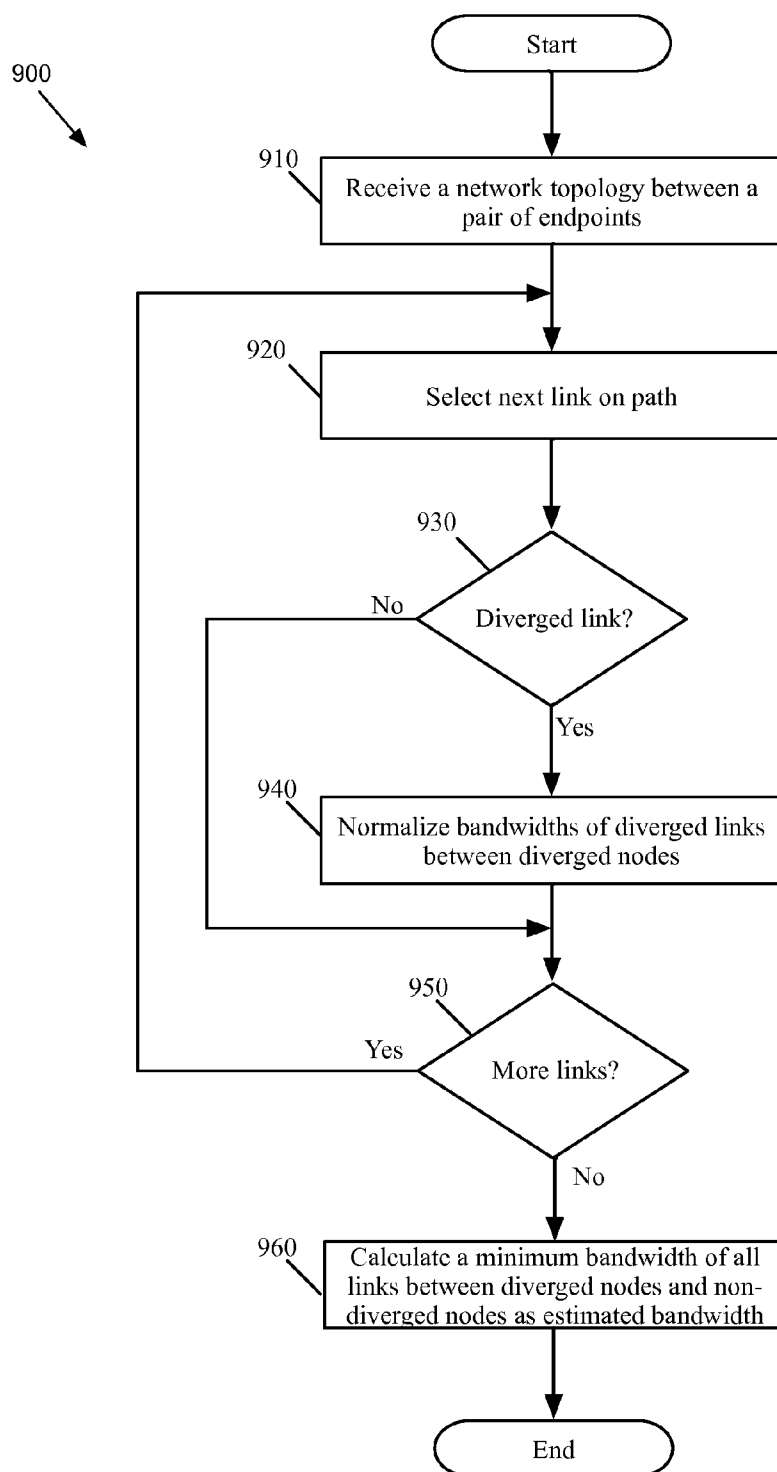 Start
900
910
Receive a network topology between a
pair of endpoints
920
Select next link on path
930
No
Diverged link?
Yes
940
Normalize bandwidths of diverged links
between diverged nodes
950
Yes
More links?
No
960
Calculate a minimum bandwidth of all
links between diverged nodes and non-
diverged nodes as estimated bandwidth
End